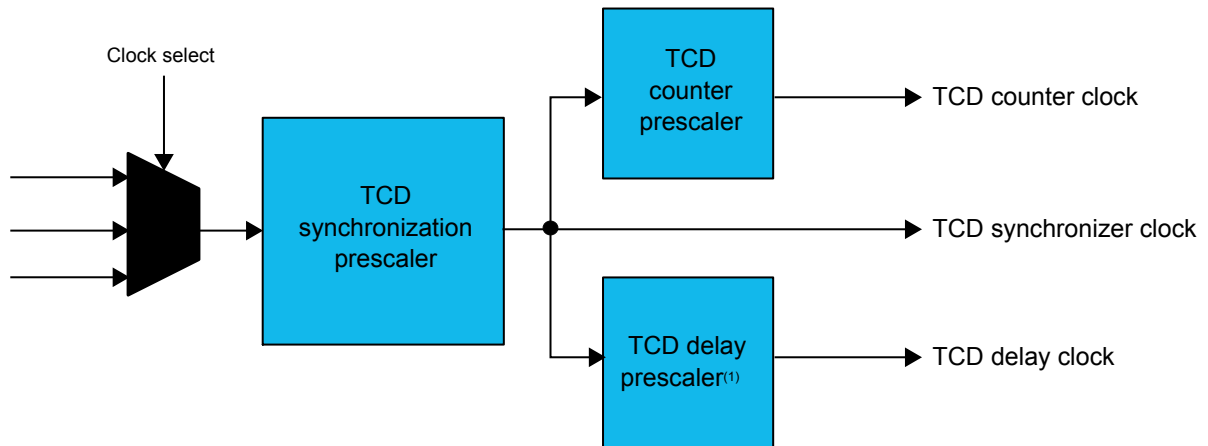 Clock select
TCD
synchronization
prescaler
TCD
counter
prescaler
TCD counter clock
TCD synchronizer clock
TCD delay
prescaler(1)
TCD delay clock